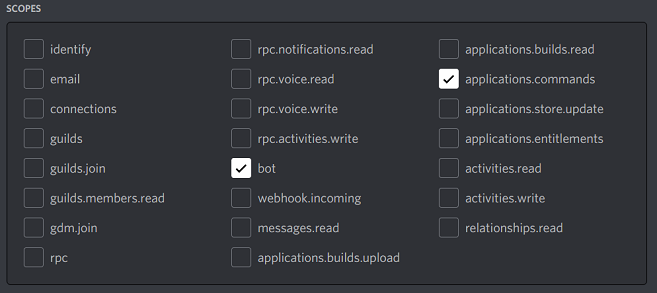 SCOPES
identify
email
connections
guilds
guilds.join
guilds.members.read
gdm.join
rpc
rpc.notifications.read
rpc.voice.read
rpc.voice.write
rpc.activities.write
bot
webhook.incoming
messages.read
applications.builds.upload
applications.builds.read
applications.commands
applications.store.update
applications.entitlements
activities.read
activities.write
relationships.read